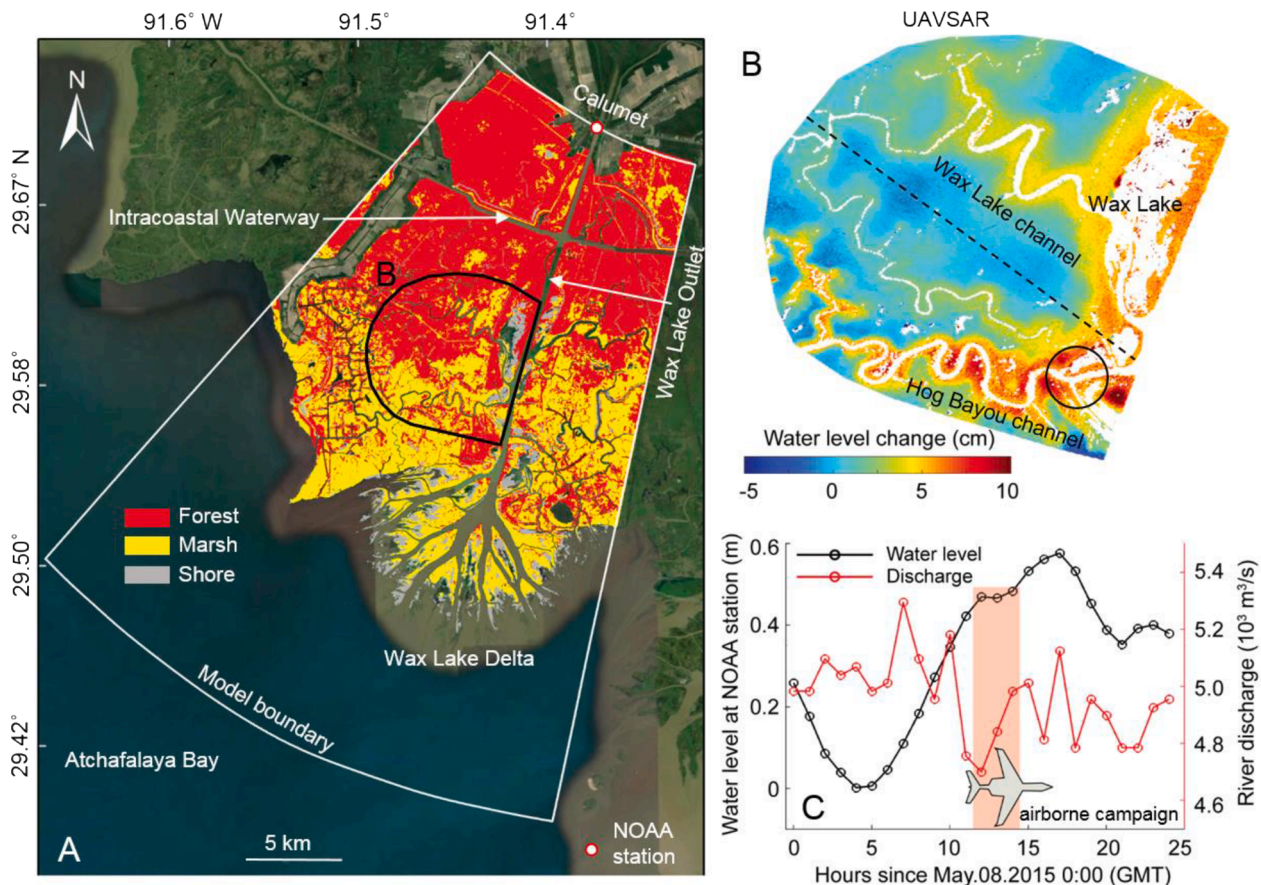 91.6° W
91.5°
91.4°
29.67° N
29.58°
29.50°
29.42°
N
Calumet
Intracoastal Waterway
B
Wax Lake Outlet
Forest
Marsh
Shore
Wax Lake Delta
Model boundary
Atchafalaya Bay
5 km
NOAA
station
A
UAVSAR
B
Wax Lake channel
Wax Lake
Hog Bayou channel
Water level change (cm)
-5 0 5 10
Water level at NOAA station (m)
0.6
0.4
0.2
0
Water level
Discharge
5.4
5.2
5.0
4.8
4.6
River discharge (10³ m³/s)
C
airborne campaign
0 5 10 15 20 25
Hours since May.08.2015 0:00 (GMT)